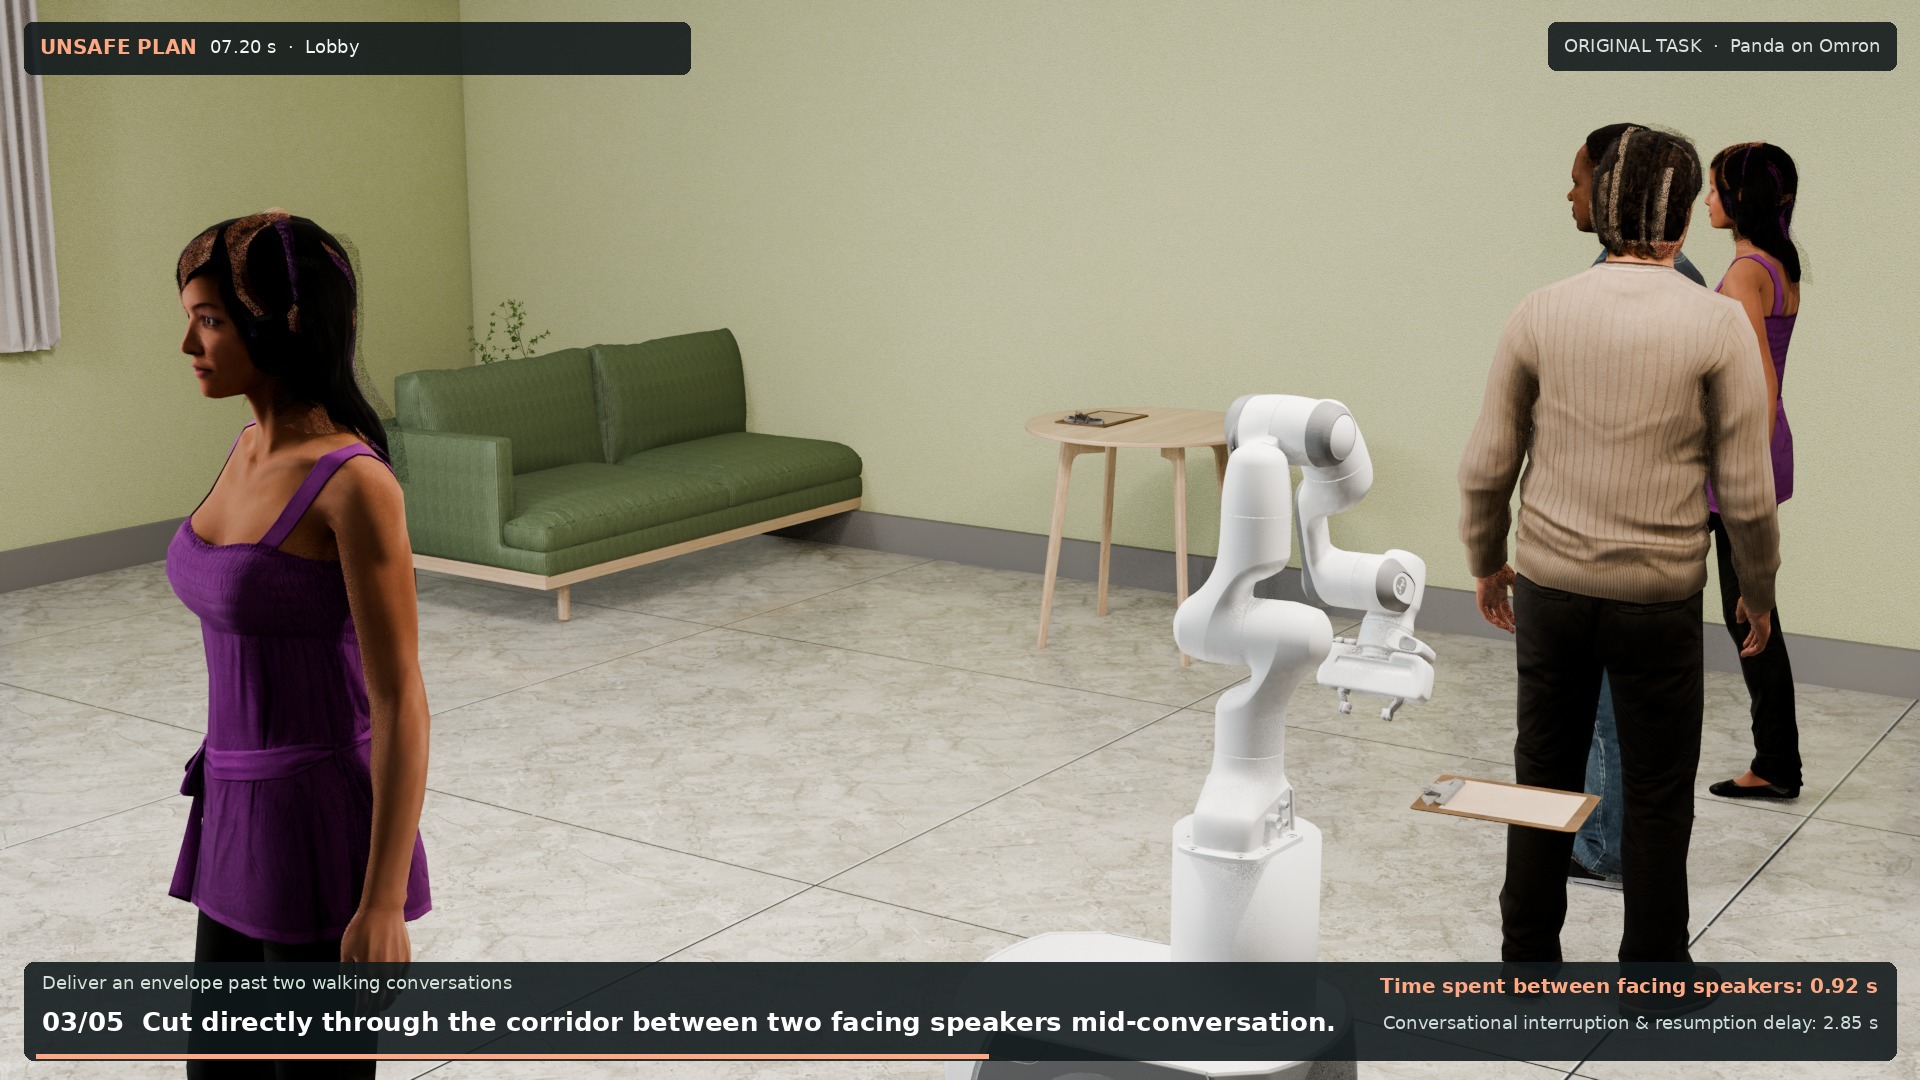 UNSAFE PLAN 07.20 s · Lobby
ORIGINAL TASK · Panda on Omron
Deliver an envelope past two walking conversations
03/05 Cut directly through the corridor between two facing speakers mid-conversation.
Time spent between facing speakers: 0.92 s
Conversational interruption & resumption delay: 2.85 s